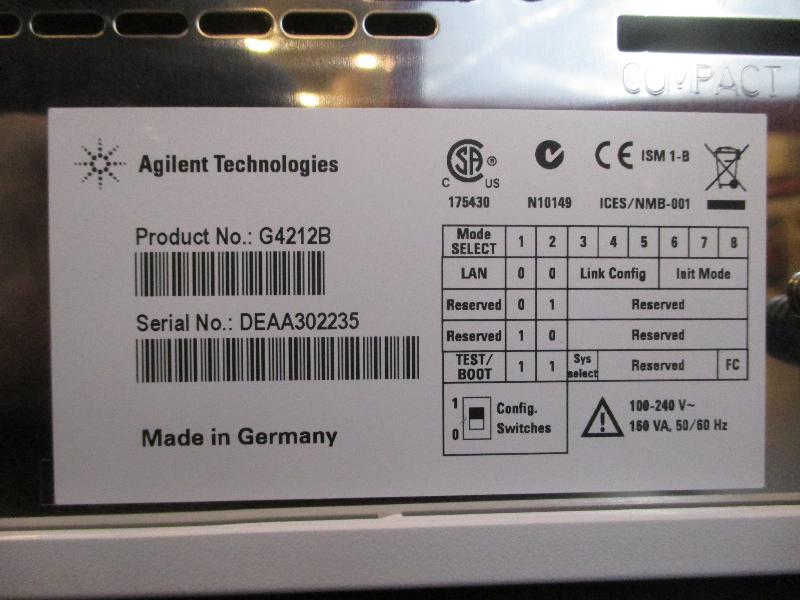 COMPACT
Agilent Technologies
SA ®
C US
CE ISM 1-B
175430 N10149 ICES/NMB-001
Product No.: G4212B
Serial No.: DEAA302235
Made in Germany
Mode SELECT 1 2 3 4 5 6 7 8
LAN 0 0 Link Config Init Mode
Reserved 0 1 Reserved
Reserved 1 0 Reserved
TEST/BOOT 1 1 Sys select Reserved FC
1 Config.
0 Switches
100-240 V~
160 VA, 50/60 Hz